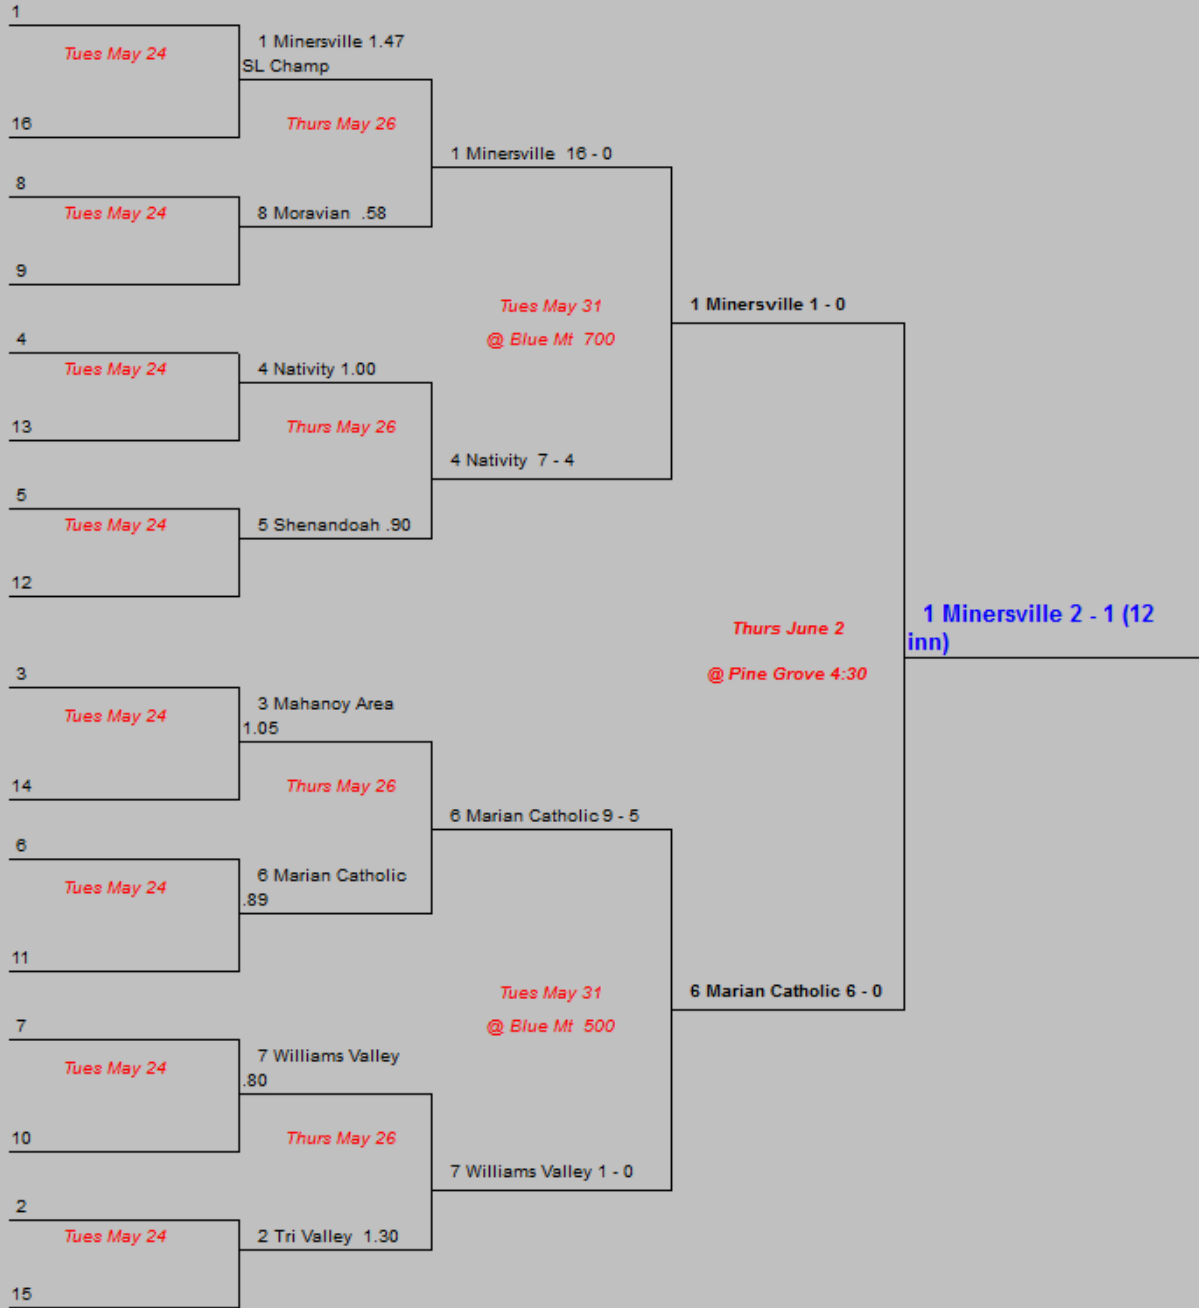 1
Tues May 24
1 Minersville 1.47
SL Champ
16
Thurs May 26
1 Minersville 16 - 0
8
Tues May 24
8 Moravian .58
9
Tues May 31
@ Blue Mt 700
1 Minersville 1 - 0
4
Tues May 24
4 Nativity 1.00
13
Thurs May 26
4 Nativity 7 - 4
5
Tues May 24
5 Shenandoah .90
12
1 Minersville 2 - 1 (12
inn)
Thurs June 2
@ Pine Grove 4:30
3
Tues May 24
3 Mahanoy Area
1.05
14
Thurs May 26
6 Marian Catholic 9 - 5
6
Tues May 24
6 Marian Catholic
.89
11
Tues May 31
@ Blue Mt 500
6 Marian Catholic 6 - 0
7
Tues May 24
7 Williams Valley
.80
10
Thurs May 26
7 Williams Valley 1 - 0
2
Tues May 24
2 Tri Valley 1.30
15